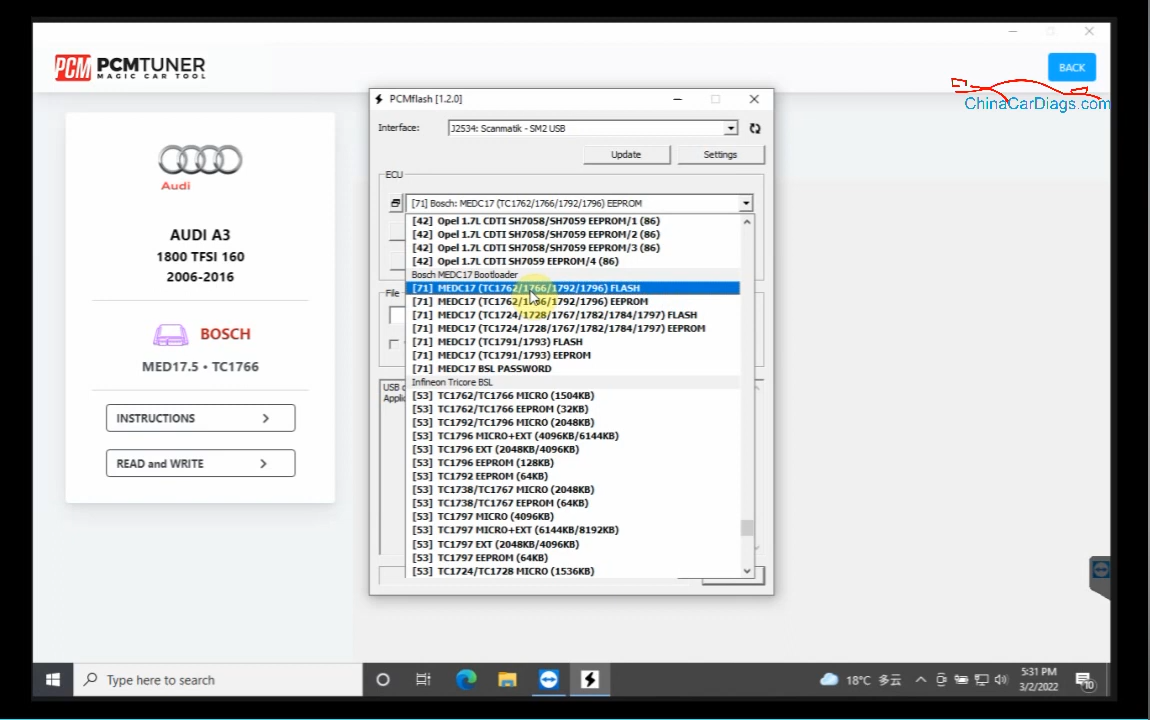 PCM PCMTUNER
MAGIC CAR TOOL
BACK
ChinaCarDiags.com
Audi
AUDI A3
1800 TFSI 160
2006-2016
BOSCH
MED17.5 • TC1766
INSTRUCTIONS
READ and WRITE
PCMflash [1.2.0]
Interface:
J2534: Scanmatik - SM2 USB
Update
Settings
ECU
[71] Bosch: MEDC17 (TC1762/1766/1792/1796) EEPROM
[42] Opel 1.7L CDTI SH7058/SH7059 EEPROM/1 (86)
[42] Opel 1.7L CDTI SH7058/SH7059 EEPROM/2 (86)
[42] Opel 1.7L CDTI SH7058/SH7059 EEPROM/3 (86)
[42] Opel 1.7L CDTI SH7059 EEPROM/4 (86)
Bosch MEDC17 Bootloader
[71] MEDC17 (TC1762/1766/1792/1796) FLASH
[71] MEDC17 (TC1762/1766/1792/1796) EEPROM
[71] MEDC17 (TC1724/1728/1767/1782/1784/1797) FLASH
[71] MEDC17 (TC1724/1728/1767/1782/1784/1797) EEPROM
[71] MEDC17 (TC1791/1793) FLASH
[71] MEDC17 (TC1791/1793) EEPROM
[71] MEDC17 BSL PASSWORD
Infineon Tricore BSL
[53] TC1762/TC1766 MICRO (1504KB)
[53] TC1762/TC1766 EEPROM (32KB)
[53] TC1792/TC1796 MICRO (2048KB)
[53] TC1796 MICRO+EXT (4096KB/6144KB)
[53] TC1796 EXT (2048KB/4096KB)
[53] TC1796 EEPROM (128KB)
[53] TC1792 EEPROM (64KB)
[53] TC1738/TC1767 MICRO (2048KB)
[53] TC1738/TC1767 EEPROM (64KB)
[53] TC1797 MICRO (4096KB)
[53] TC1797 MICRO+EXT (6144KB/8192KB)
[53] TC1797 EXT (2048KB/4096KB)
[53] TC1797 EEPROM (64KB)
[53] TC1724/TC1728 MICRO (1536KB)
File
USB
Type here to search
18°C 多云
5:31 PM
3/2/2022
10